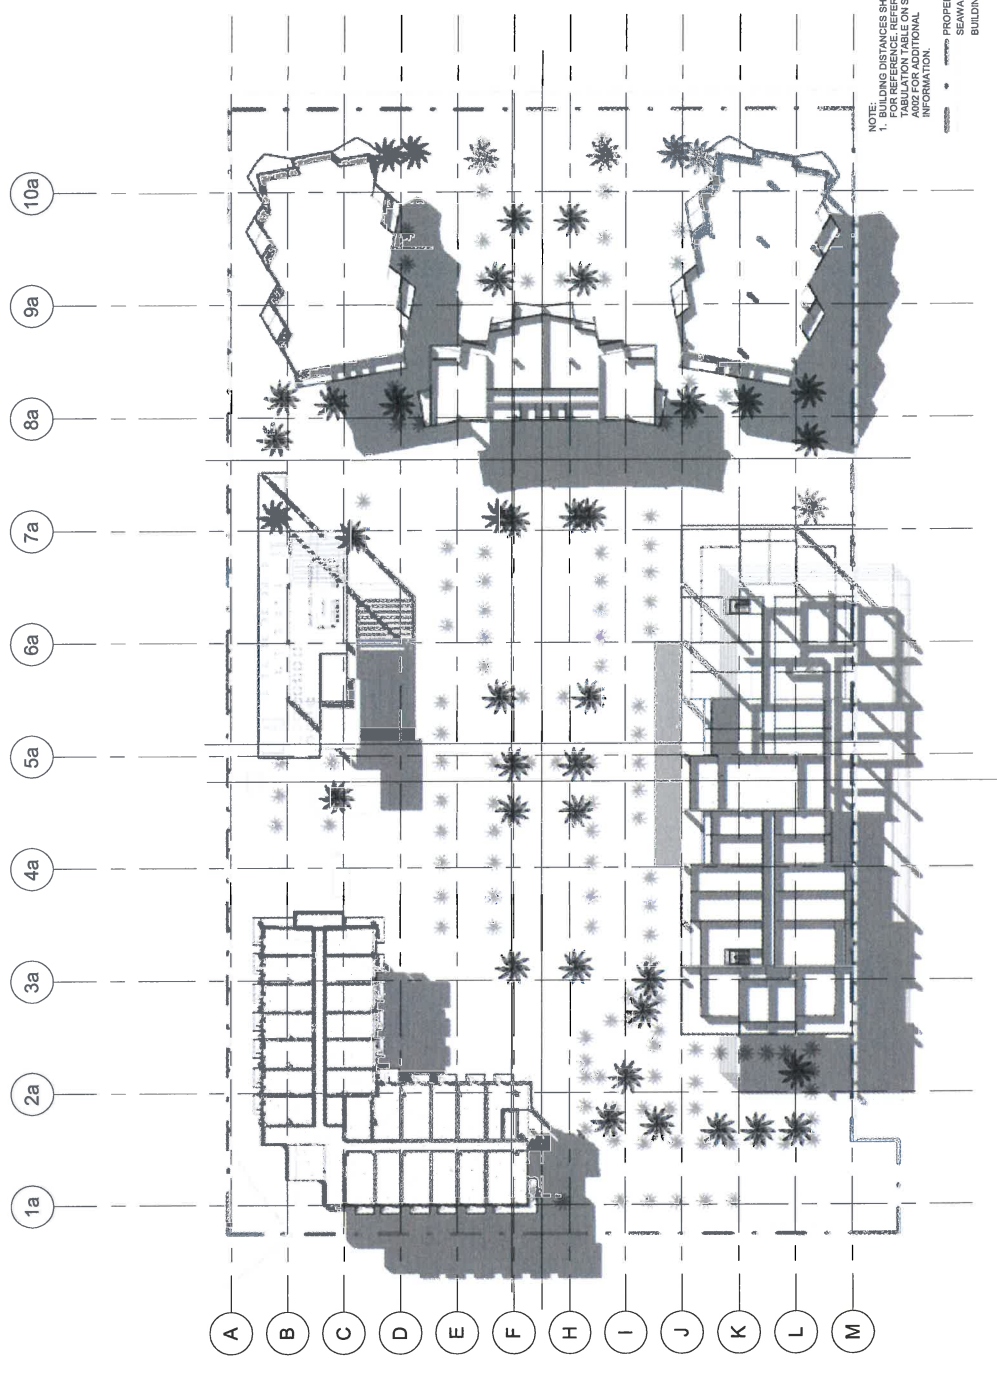 10a
9a
8a
7a
6a
5a
4a
3a
2a
1a
A
B
C
D
E
F
H
I
J
K
L
M
NOTE:
1. BUILDING DISTANCES SH
FOR REFERENCE. REFER
TABULATION TABLE ON S
A002 FOR ADDITIONAL
INFORMATION.
PROPER
SEAWA
BUILDIN